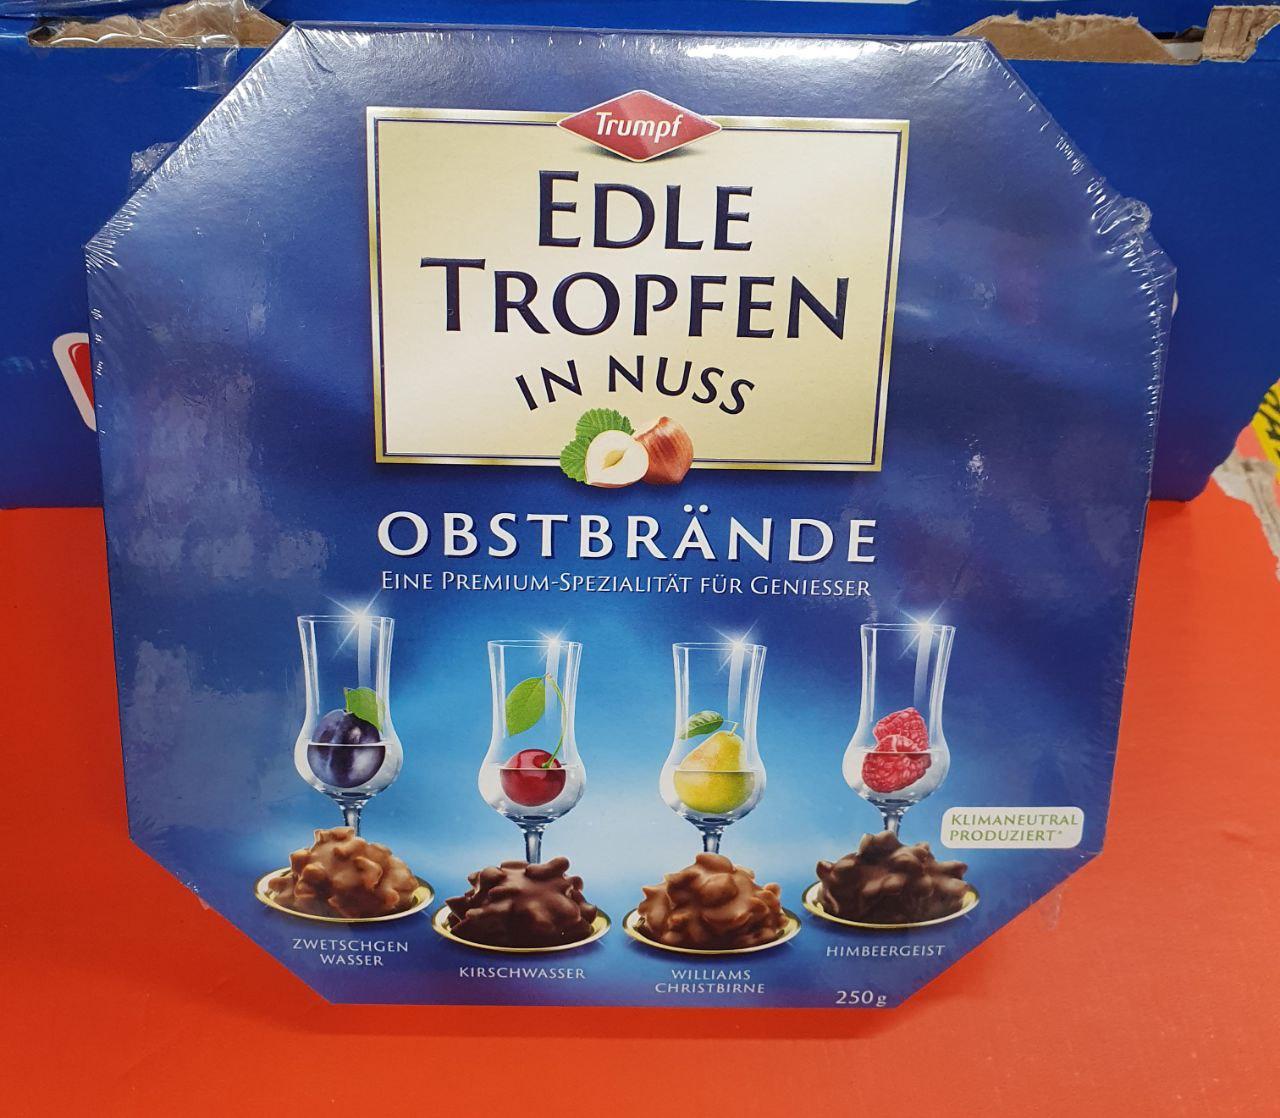 Trumpf
EDLE
TROPFEN
IN NUSS
OBSTBRÄNDE
EINE PREMIUM-SPEZIALITÄT FÜR GENIESSER
KLIMANEUTRAL
PRODUZIERT*
ZWETSCHGEN
WASSER
KIRSCHWASSER
WILLIAMS
CHRISTBIRNE
HIMBEERGEIST
250 g